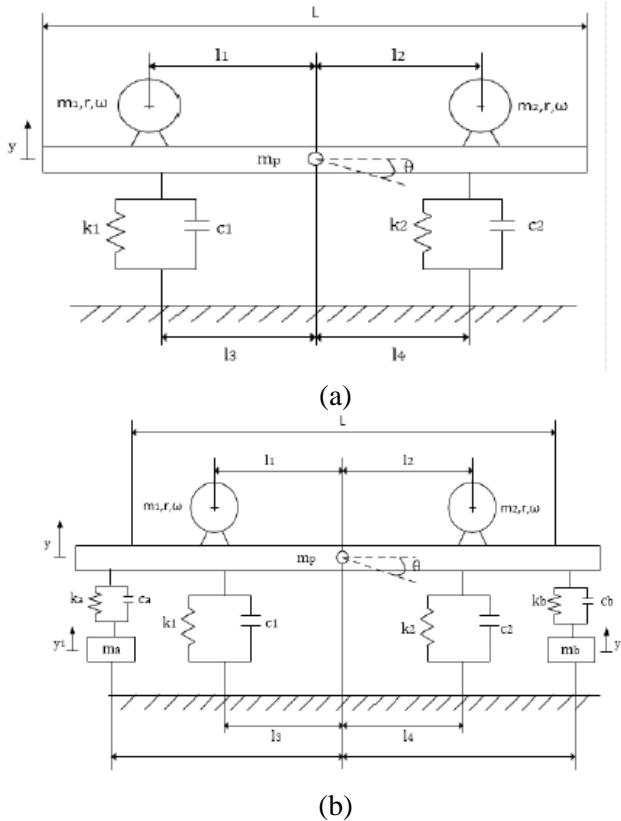 L
l1 l2
m1,r,ω m2,r,ω
y mp θ
k1 c1 k2 c2
l3 l4
(a)
L
l1 l2
m1,r,ω m2,r,ω
y mp θ
ka ca k1 c1 k2 c2 kb cb
y1 ma mb y
l3 l4
(b)